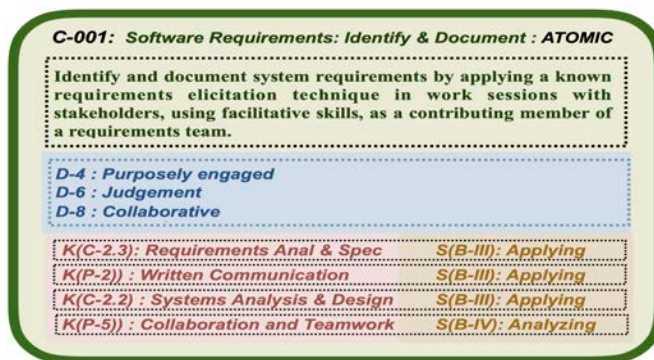 C-001: Software Requirements: Identify & Document : ATOMIC
Identify and document system requirements by applying a known
requirements elicitation technique in work sessions with
stakeholders, using facilitative skills, as a contributing member of
a requirements team.
D-4 : Purposely engaged
D-6 : Judgement
D-8 : Collaborative
K(C-2.3): Requirements Anal & Spec S(B-III): Applying
K(P-2)) : Written Communication S(B-III): Applying
K(C-2.2) : Systems Analysis & Design S(B-III): Applying
K(P-5)) : Collaboration and Teamwork S(B-IV): Analyzing